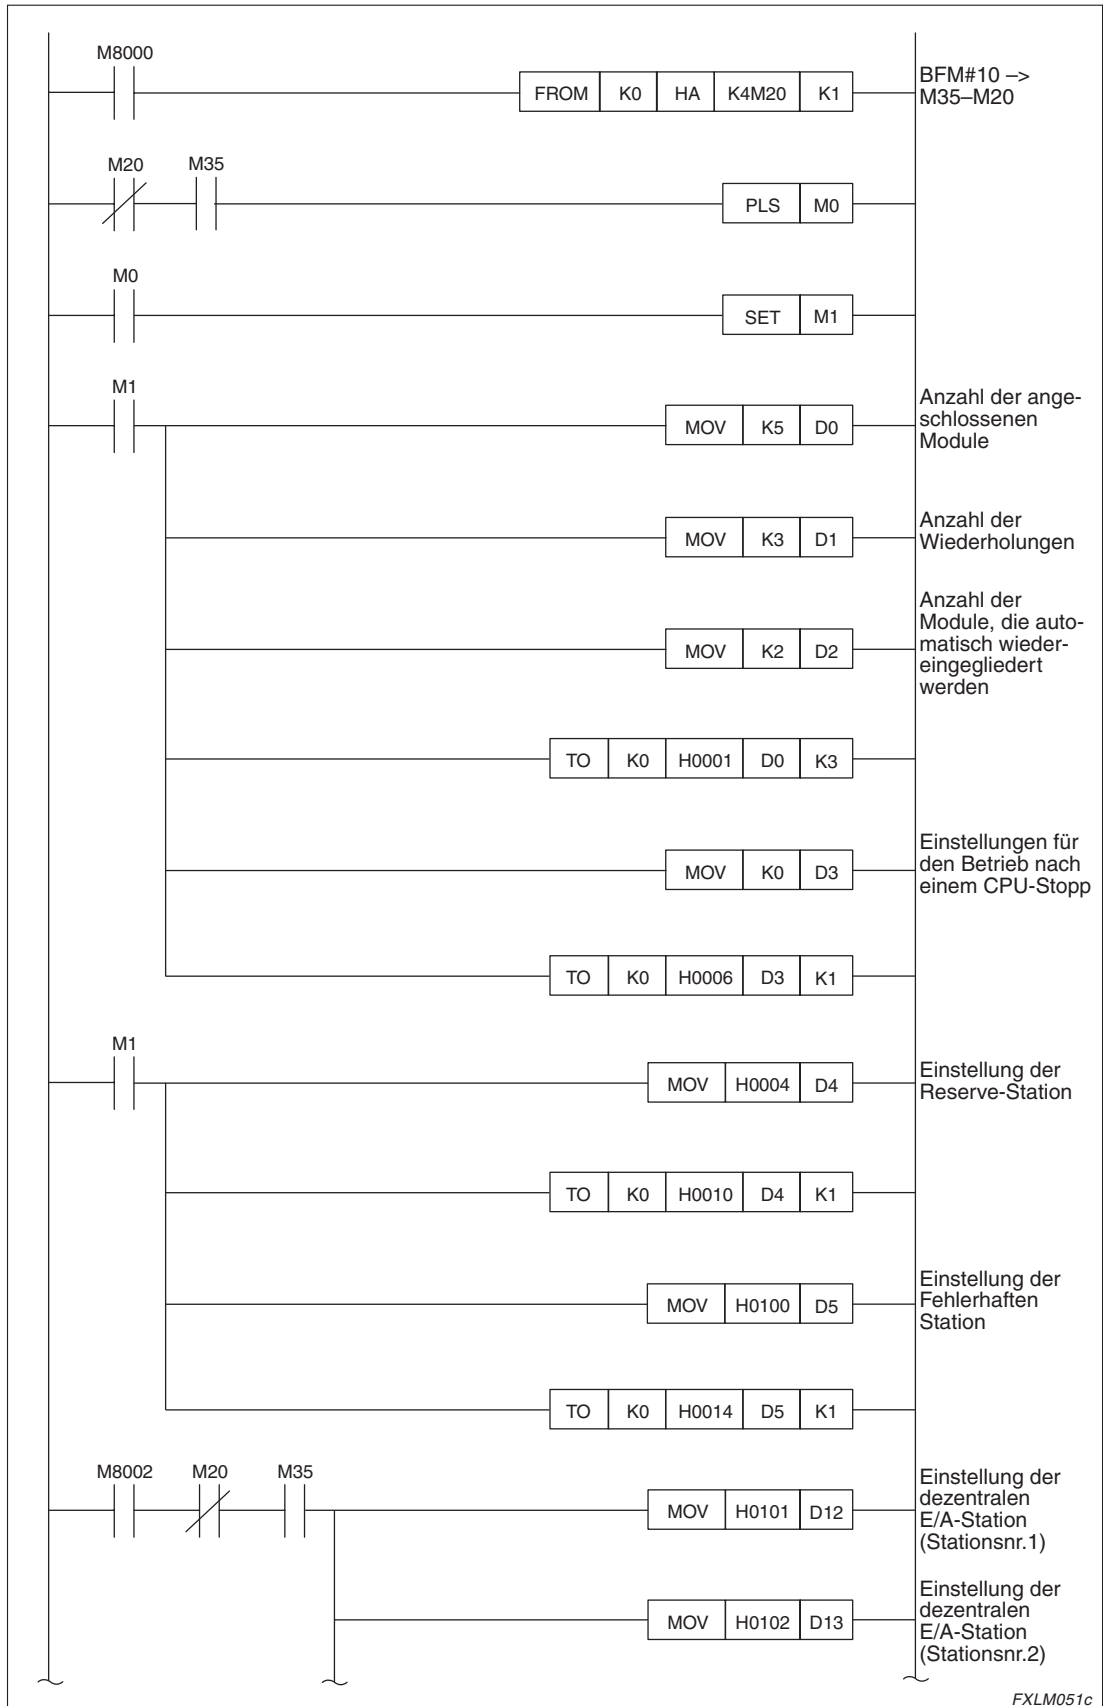 M8000
FROM K0 HA K4M20 K1
BFM#10 –>
M35–M20
M20 M35
PLS M0
M0
SET M1
M1
MOV K5 D0
Anzahl der ange-
schlossenen
Module
MOV K3 D1
Anzahl der
Wiederholungen
MOV K2 D2
Anzahl der
Module, die auto-
matisch wieder-
eingegliedert
werden
TO K0 H0001 D0 K3
MOV K0 D3
Einstellungen für
den Betrieb nach
einem CPU-Stopp
TO K0 H0006 D3 K1
M1
MOV H0004 D4
Einstellung der
Reserve-Station
TO K0 H0010 D4 K1
MOV H0100 D5
Einstellung der
Fehlerhaften
Station
TO K0 H0014 D5 K1
M8002 M20 M35
MOV H0101 D12
Einstellung der
dezentralen
E/A-Station
(Stationsnr.1)
MOV H0102 D13
Einstellung der
dezentralen
E/A-Station
(Stationsnr.2)
FXLM051c